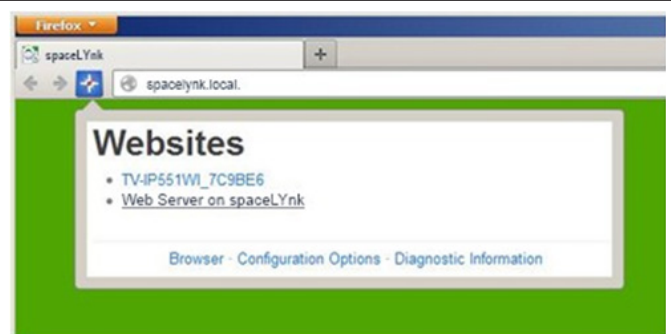 Firefox
spaceLYnk
+
spacelynk.local.
Websites
• TV-IP551WI_7C9BE6
• Web Server on spaceLYnk
Browser - Configuration Options - Diagnostic Information